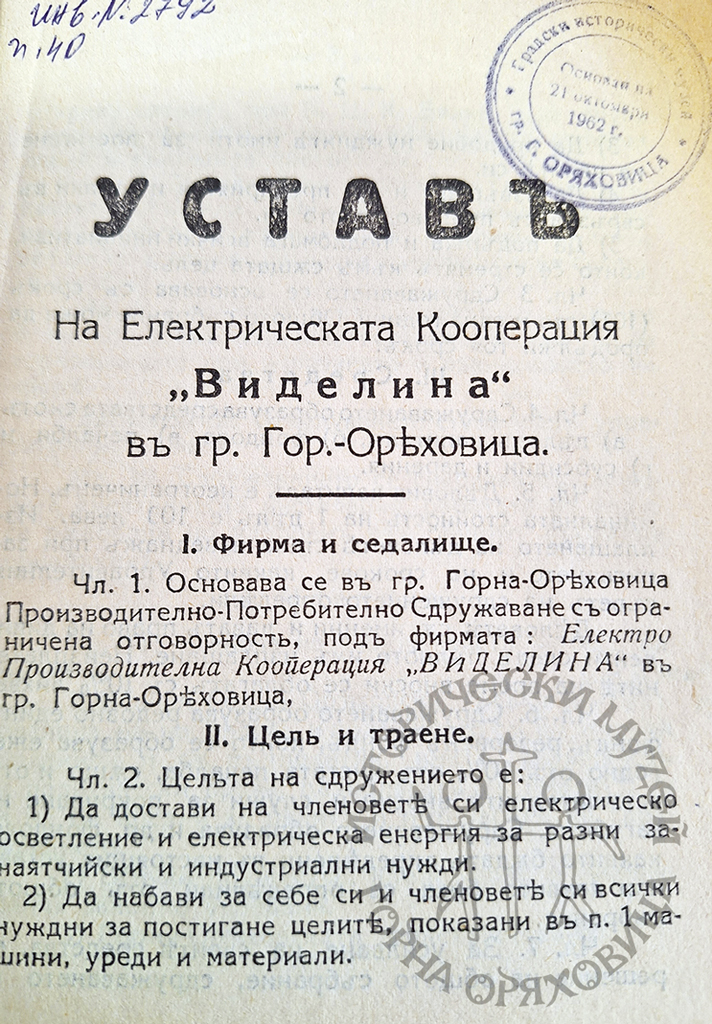 инв. № 2792
п. 40
Градски исторически музей
Основан на
21 октомври
1962 г.
гр. Г. ОРЯХОВИЦА
УСТАВЪ
На Електрическата Кооперация
„Виделина“
въ гр. Гор.-Орѣховица.
I. Фирма и седалище.
Чл. 1. Основава се въ гр. Горна-Орѣховица
Производително-Потребително Сдружаване съ огра-
ничена отговорность, подъ фирмата : Електро
Производителна Кооперация „ВИДЕЛИНА“ въ
гр. Горна-Орѣховица,
II. Цель и траене.
Чл. 2. Цельта на сдружението е:
1) Да достави на членоветѣ си електрическо
осветление и електрическа енергия за разни за-
наятчийски и индустриални нужди.
2) Да набави за себе си и членоветѣ си всички
нуждни за постигане целитѣ, показани въ п. 1 ма-
шини, уреди и материали.
ИСТОРИЧЕСКИ МУЗЕЙ
ГОРНА ОРЯХОВИЦА